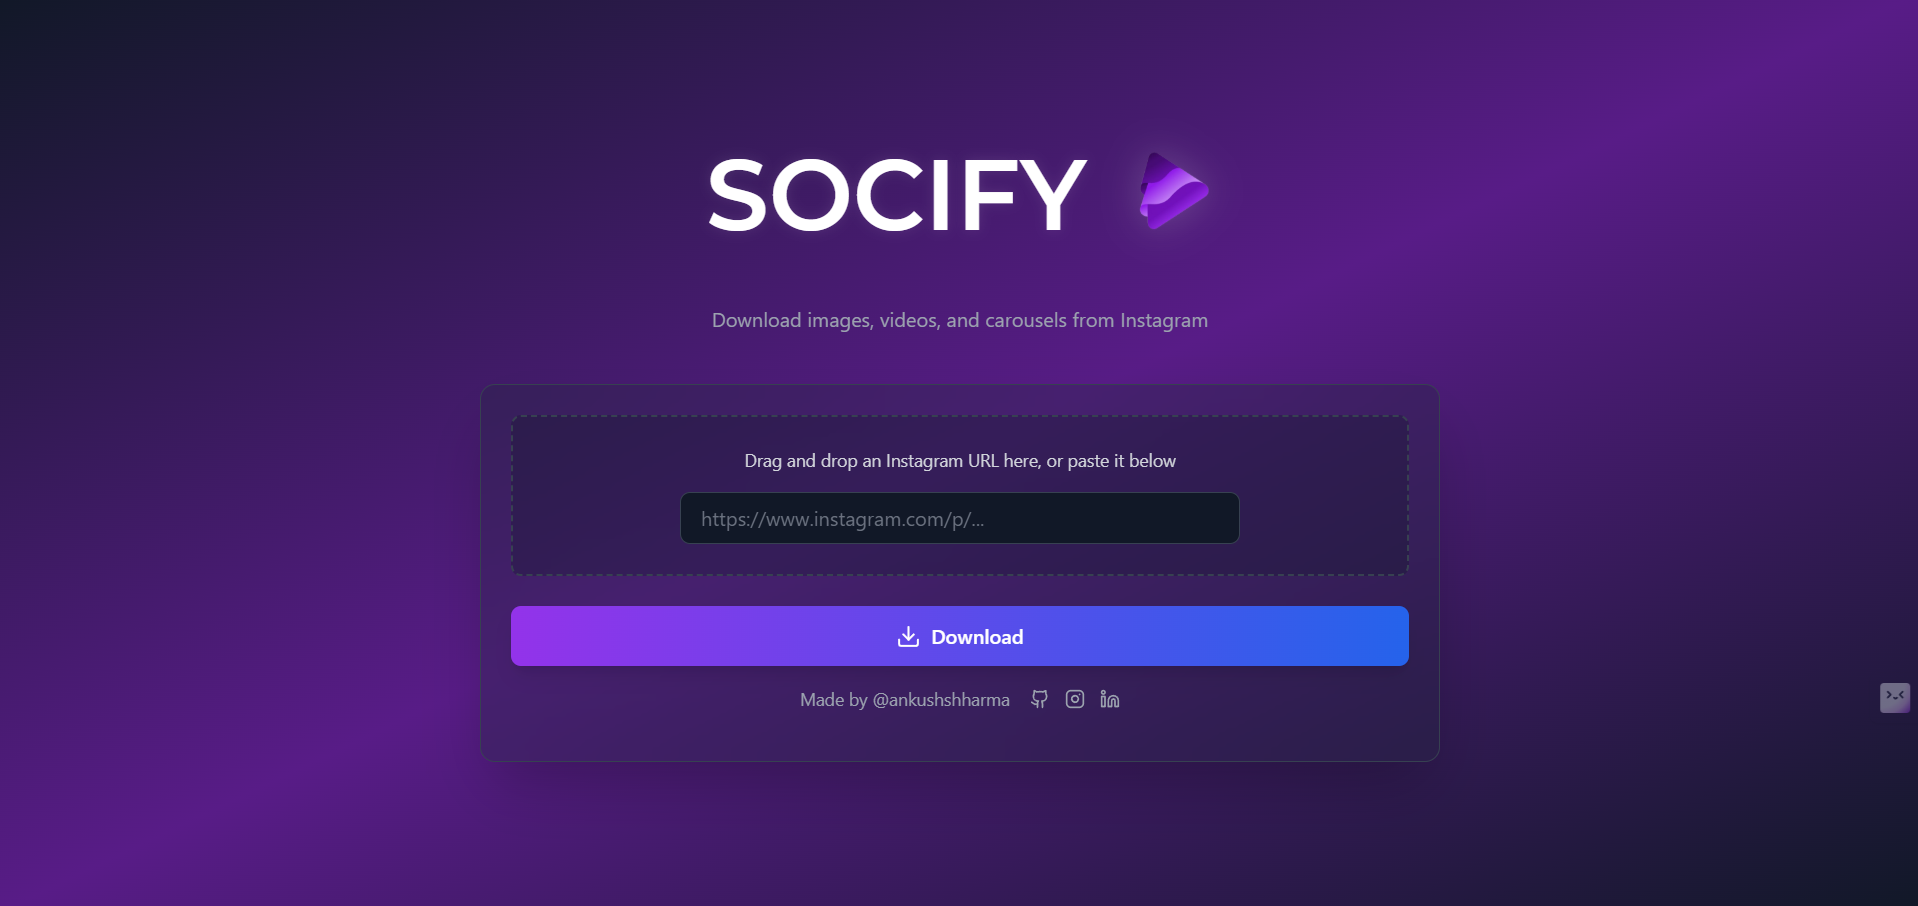 SOCIFY
Download images, videos, and carousels from Instagram
Drag and drop an Instagram URL here, or paste it below
https://www.instagram.com/p/...
Download
Made by @ankushshharma